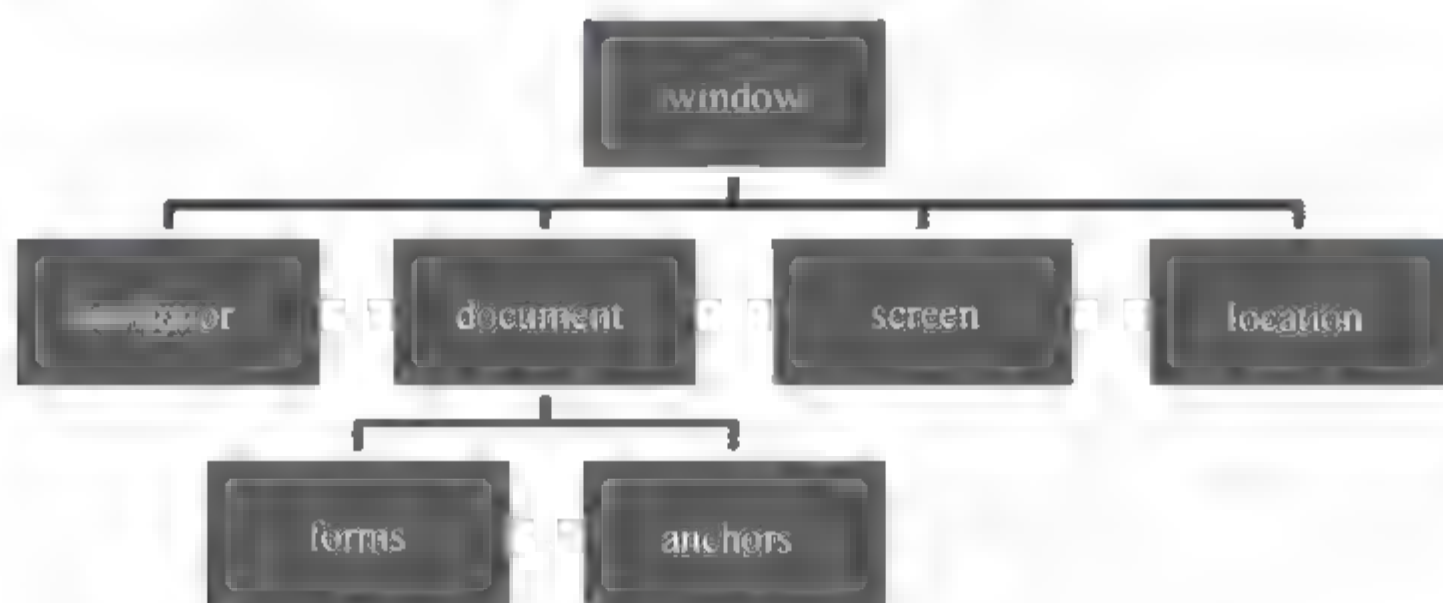 window
document
screen
location
forms
anchors